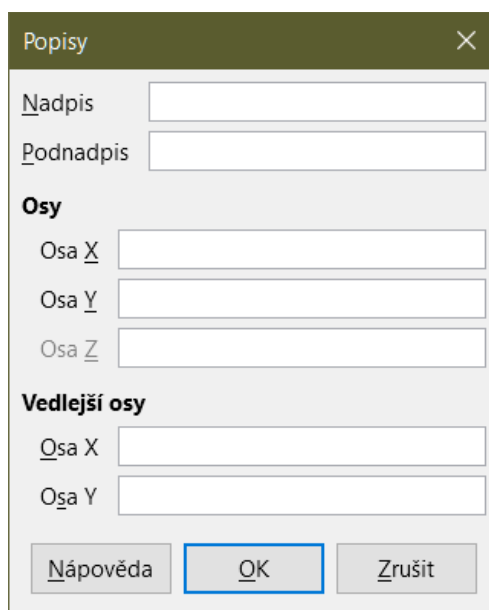 Popisy
Nadpis
Podnadpis
Osy
Osa X
Osa Y
Osa Z
Vedlejší osy
Osa X
Osa Y
Nápověda OK Zrušit